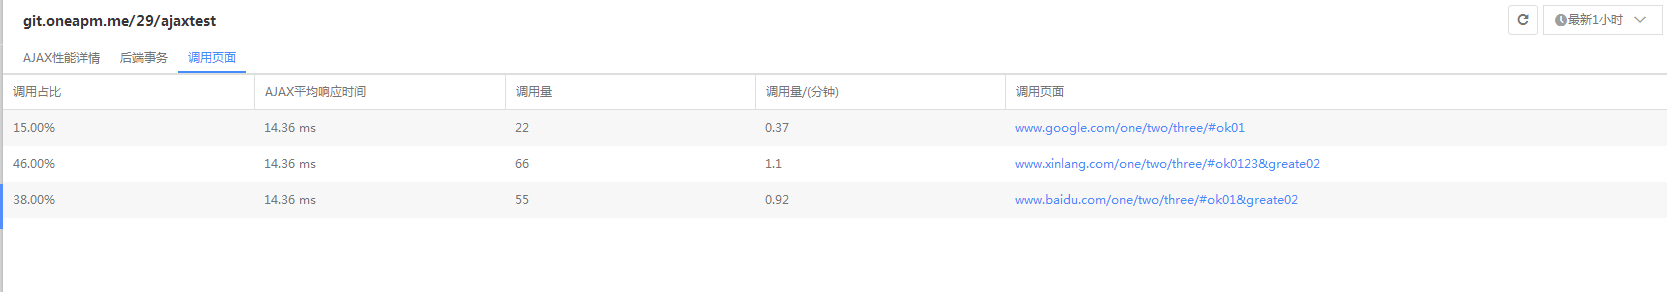 git.oneapm.me/29/ajaxtest
最新1小时
AJAX性能详情 后端事务 调用页面
调用占比 AJAX平均响应时间 调用量 调用量/(分钟) 调用页面
15.00% 14.36 ms 22 0.37 www.google.com/one/two/three/#ok01
46.00% 14.36 ms 66 1.1 www.xinlang.com/one/two/three/#ok0123&greate02
38.00% 14.36 ms 55 0.92 www.baidu.com/one/two/three/#ok01&greate02